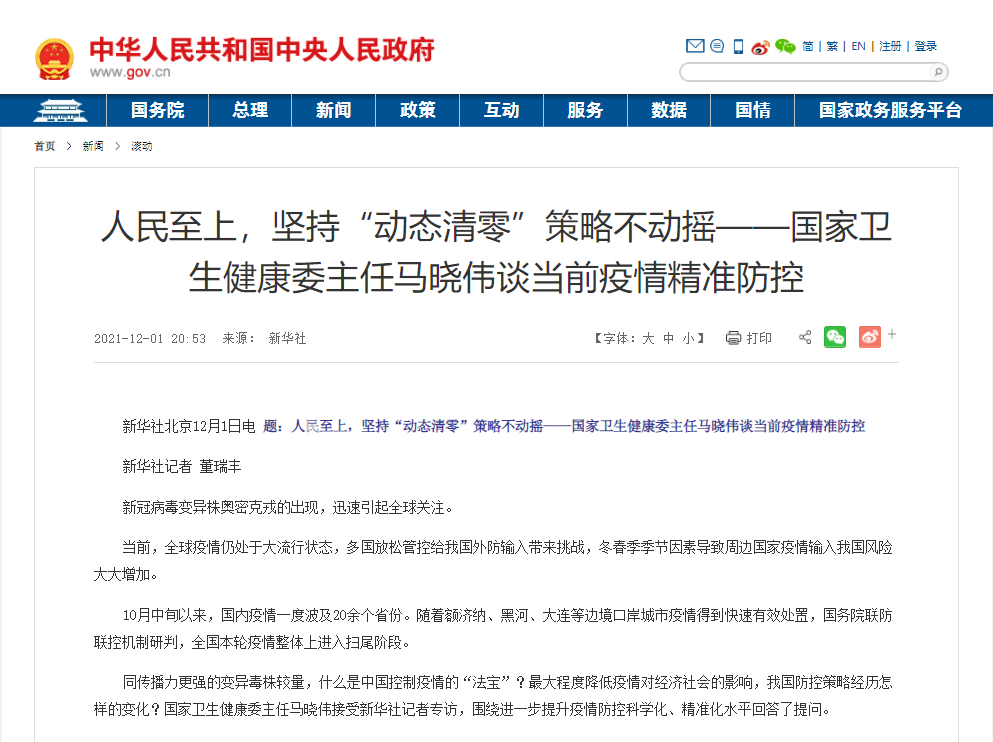 中华人民共和国中央人民政府
www.gov.cn
简 | 繁 | EN | 注册 | 登录
国务院 总理 新闻 政策 互动 服务 数据 国情 国家政务服务平台
首页 > 新闻 > 滚动
人民至上，坚持“动态清零”策略不动摇——国家卫
生健康委主任马晓伟谈当前疫情精准防控
2021-12-01 20:53 来源： 新华社 【字体：大 中 小】 打印
新华社北京12月1日电 题：人民至上，坚持“动态清零”策略不动摇——国家卫生健康委主任马晓伟谈当前疫情精准防控
新华社记者 董瑞丰
新冠病毒变异株奥密克戎的出现，迅速引起全球关注。
当前，全球疫情仍处于大流行状态，多国放松管控给我国外防输入带来挑战，冬春季季节因素导致周边国家疫情输入我国风险
大大增加。
10月中旬以来，国内疫情一度波及20余个省份。随着额济纳、黑河、大连等边境口岸城市疫情得到快速有效处置，国务院联防
联控机制研判，全国本轮疫情整体上进入扫尾阶段。
同传播力更强的变异毒株较量，什么是中国控制疫情的“法宝”？最大程度降低疫情对经济社会的影响，我国防控策略经历怎
样的变化？国家卫生健康委主任马晓伟接受新华社记者专访，围绕进一步提升疫情防控科学化、精准化水平回答了提问。